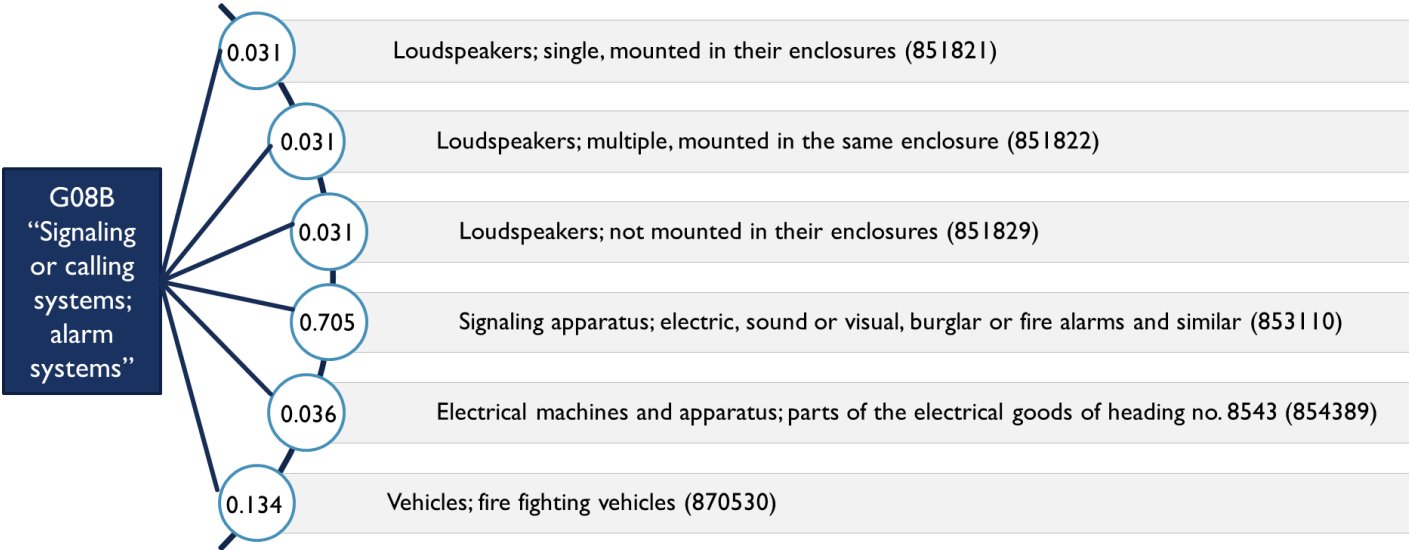 0.031
Loudspeakers; single, mounted in their enclosures (851821)
0.031
Loudspeakers; multiple, mounted in the same enclosure (851822)
G08B
“Signaling
or calling
systems;
alarm
systems”
0.031
Loudspeakers; not mounted in their enclosures (851829)
0.705
Signaling apparatus; electric, sound or visual, burglar or fire alarms and similar (853110)
0.036
Electrical machines and apparatus; parts of the electrical goods of heading no. 8543 (854389)
0.134
Vehicles; fire fighting vehicles (870530)